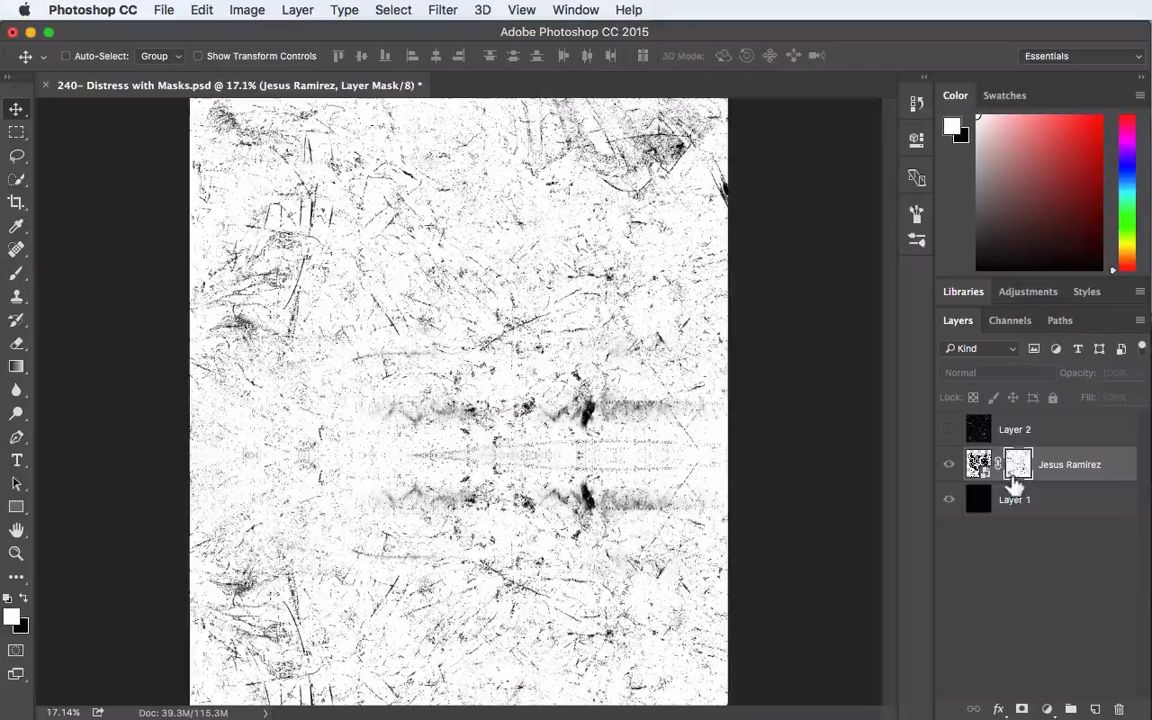 Photoshop CC File Edit Image Layer Type Select Filter 3D View Window Help
Adobe Photoshop CC 2015
Auto-Select: Group Show Transform Controls 3D Mode: Essentials
240– Distress with Masks.psd @ 17.1% (Jesus Ramirez, Layer Mask/8) *
Color Swatches
Libraries Adjustments Styles
Layers Channels Paths
Kind
Normal Opacity: 100%
Lock: Fill: 100%
Layer 2
Jesus Ramirez
Layer 1
17.14% Doc: 39.3M/115.3M